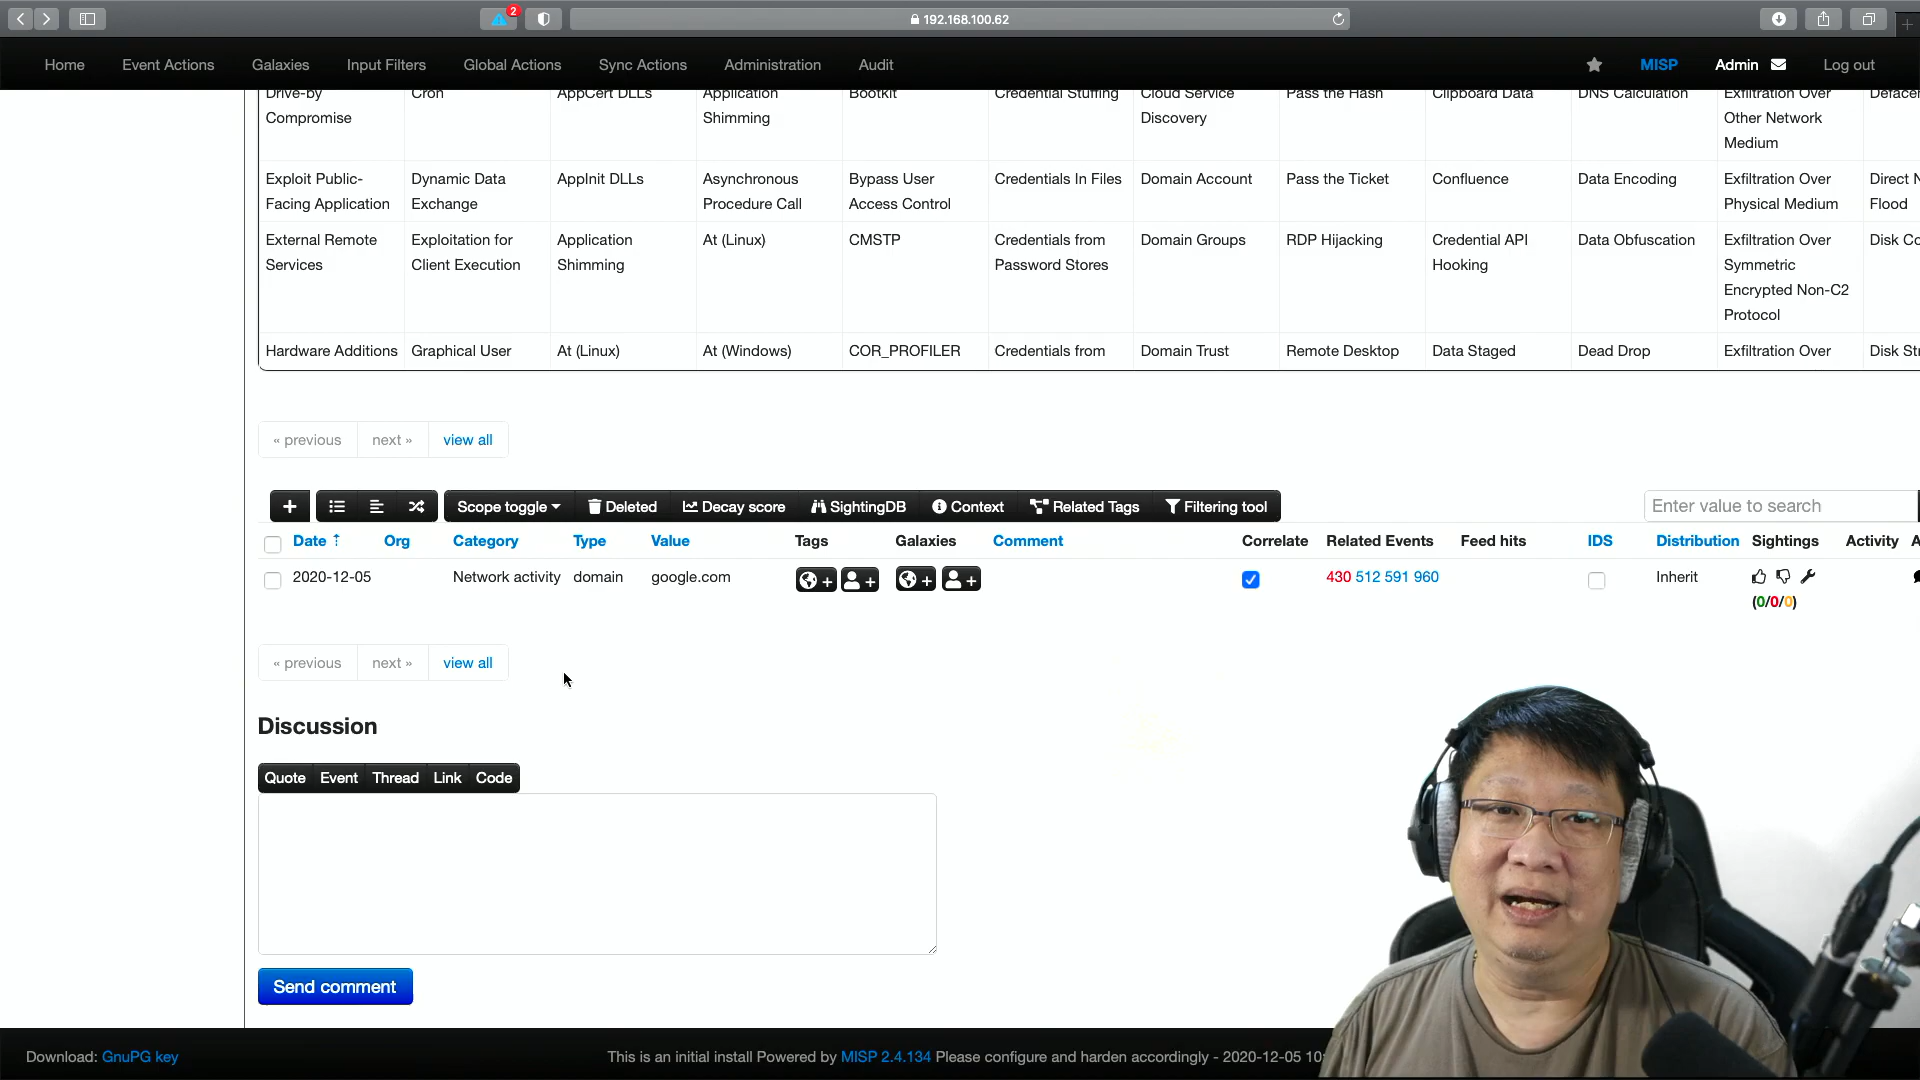 2
192.168.100.62
Home Event Actions Galaxies Input Filters Global Actions Sync Actions Administration Audit MISP Admin Log out
Drive-by Cron AppCert DLLs Application Bootkit Credential Stuffing Cloud Service Pass the Hash Clipboard Data DNS Calculation Exfiltration Over
Compromise Shimming Discovery Other Network
Medium
Exploit Public- Dynamic Data AppInit DLLs Asynchronous Bypass User Credentials In Files Domain Account Pass the Ticket Confluence Data Encoding Exfiltration Over Direct
Facing Application Exchange Procedure Call Access Control Physical Medium Flood
External Remote Exploitation for Application At (Linux) CMSTP Credentials from Domain Groups RDP Hijacking Credential API Data Obfuscation Exfiltration Over Disk
Services Client Execution Shimming Password Stores Hooking Symmetric
Encrypted Non-C2
Protocol
Hardware Additions Graphical User At (Linux) At (Windows) COR_PROFILER Credentials from Domain Trust Remote Desktop Data Staged Dead Drop Exfiltration Over Disk
« previous next » view all
Scope toggle Deleted Decay score SightingDB Context Related Tags Filtering tool Enter value to search
Date ↑ Org Category Type Value Tags Galaxies Comment Correlate Related Events Feed hits IDS Distribution Sightings Activity
2020-12-05 Network activity domain google.com + + + + 430 512 591 960 Inherit
(0/0/0)
« previous next » view all
Discussion
Quote Event Thread Link Code
Send comment
Download: GnuPG key This is an initial install Powered by MISP 2.4.134 Please configure and harden accordingly - 2020-12-05